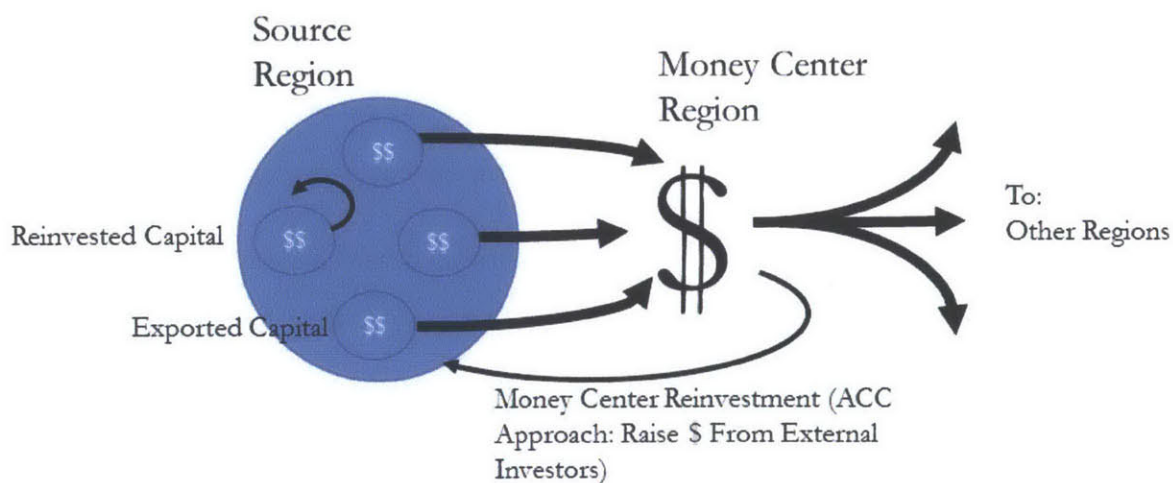 Source
Region
Money Center
Region
$$
$$
$$
$$
$
Reinvested Capital
Exported Capital
To:
Other Regions
Money Center Reinvestment (ACC
Approach: Raise $ From External
Investors)